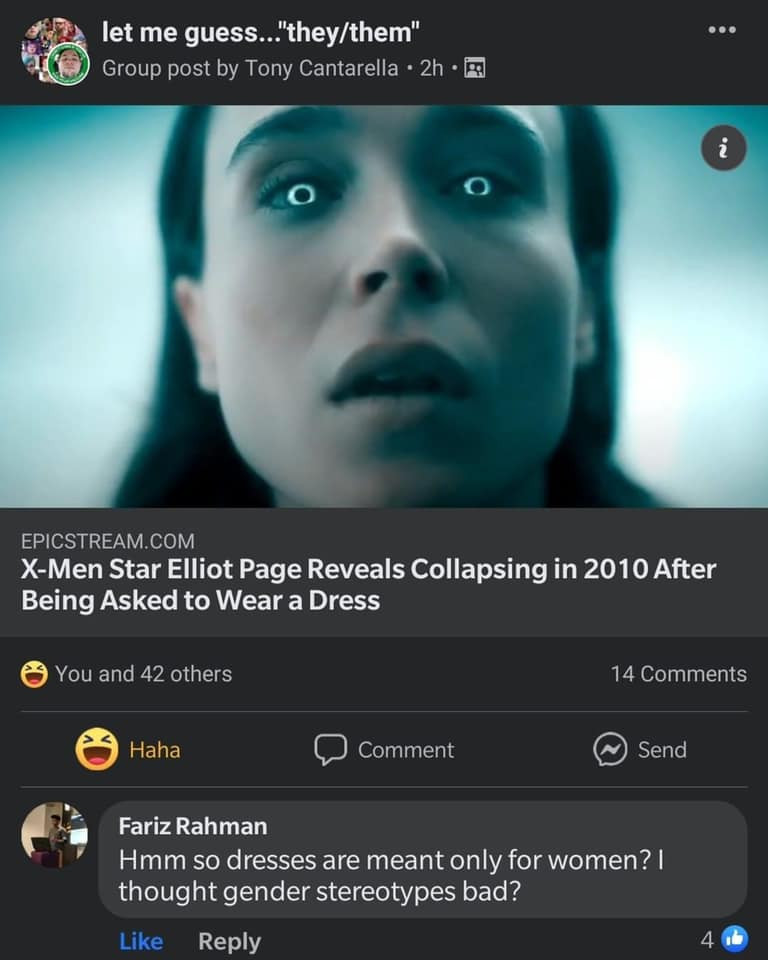 let me guess..."they/them"
Group post by Tony Cantarella • 2h •
EPICSTREAM.COM
X-Men Star Elliot Page Reveals Collapsing in 2010 After
Being Asked to Wear a Dress
You and 42 others
14 Comments
Haha
Comment
Send
Fariz Rahman
Hmm so dresses are meant only for women? I
thought gender stereotypes bad?
Like
Reply
4